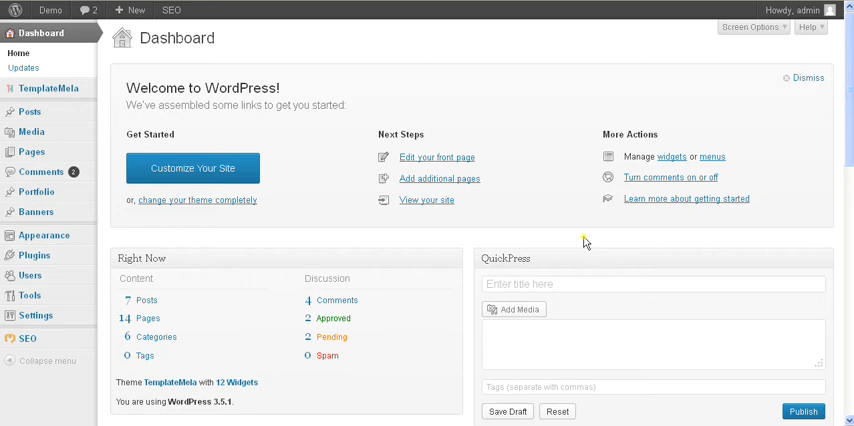 Demo 2 + New SEO Howdy, admin
Screen Options Help
Dashboard
Home
Updates
TemplateMela
Posts
Media
Pages
Comments 2
Portfolio
Banners
Appearance
Plugins
Users
Tools
Settings
SEO
Collapse menu
Dashboard
Dismiss
Welcome to WordPress!
We've assembled some links to get you started:
Get Started
Customize Your Site
or, change your theme completely
Next Steps
Edit your front page
Add additional pages
View your site
More Actions
Manage widgets or menus
Turn comments on or off
Learn more about getting started
Right Now
Content
7 Posts
14 Pages
6 Categories
0 Tags
Discussion
4 Comments
2 Approved
2 Pending
0 Spam
Theme TemplateMela with 12 Widgets
You are using WordPress 3.5.1.
QuickPress
Enter title here
Add Media
Tags (separate with commas)
Save Draft Reset Publish